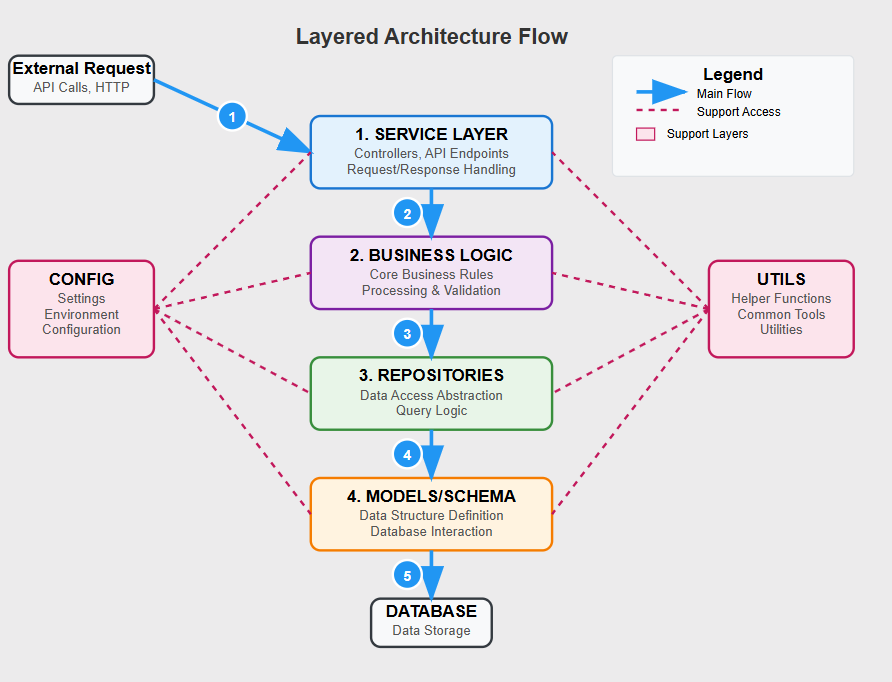 Layered Architecture Flow
External Request
API Calls, HTTP
Legend
Main Flow
Support Access
Support Layers
1
1. SERVICE LAYER
Controllers, API Endpoints
Request/Response Handling
2
2. BUSINESS LOGIC
Core Business Rules
Processing & Validation
CONFIG
Settings
Environment
Configuration
UTILS
Helper Functions
Common Tools
Utilities
3
3. REPOSITORIES
Data Access Abstraction
Query Logic
4
4. MODELS/SCHEMA
Data Structure Definition
Database Interaction
5
DATABASE
Data Storage